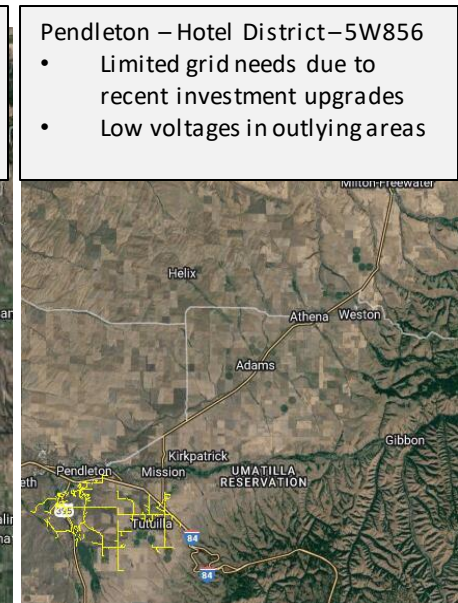 Pendleton – Hotel District – 5W856
• Limited grid needs due to
recent investment upgrades
• Low voltages in outlying areas
Milton-Freewater
Helix
Athena Weston
Adams
Gibbon
Kirkpatrick
Pendleton Mission UMATILLA
RESERVATION
eth
395
Tutuilla
84
84